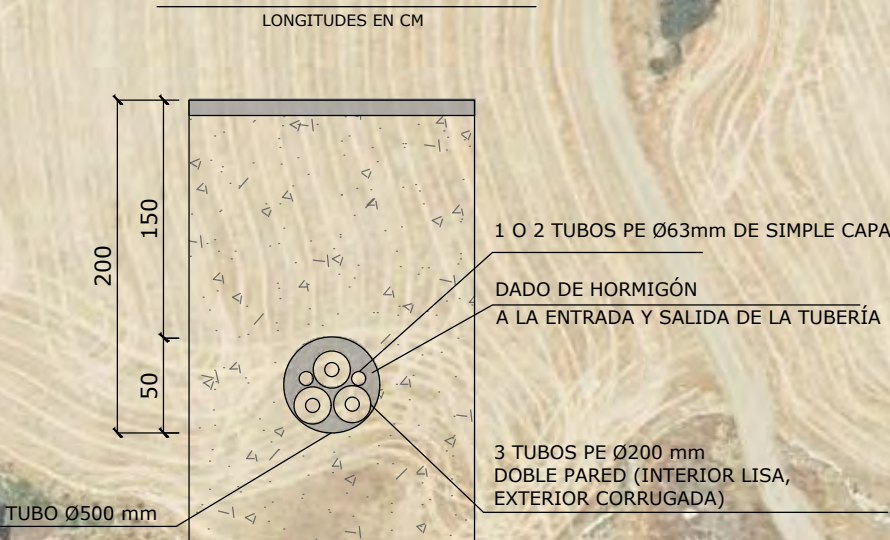 LONGITUDES EN CM
200
150
50
1 O 2 TUBOS PE Ø63mm DE SIMPLE CAPA
DADO DE HORMIGÓN
A LA ENTRADA Y SALIDA DE LA TUBERÍA
3 TUBOS PE Ø200 mm
DOBLE PARED (INTERIOR LISA,
EXTERIOR CORRUGADA)
TUBO Ø500 mm